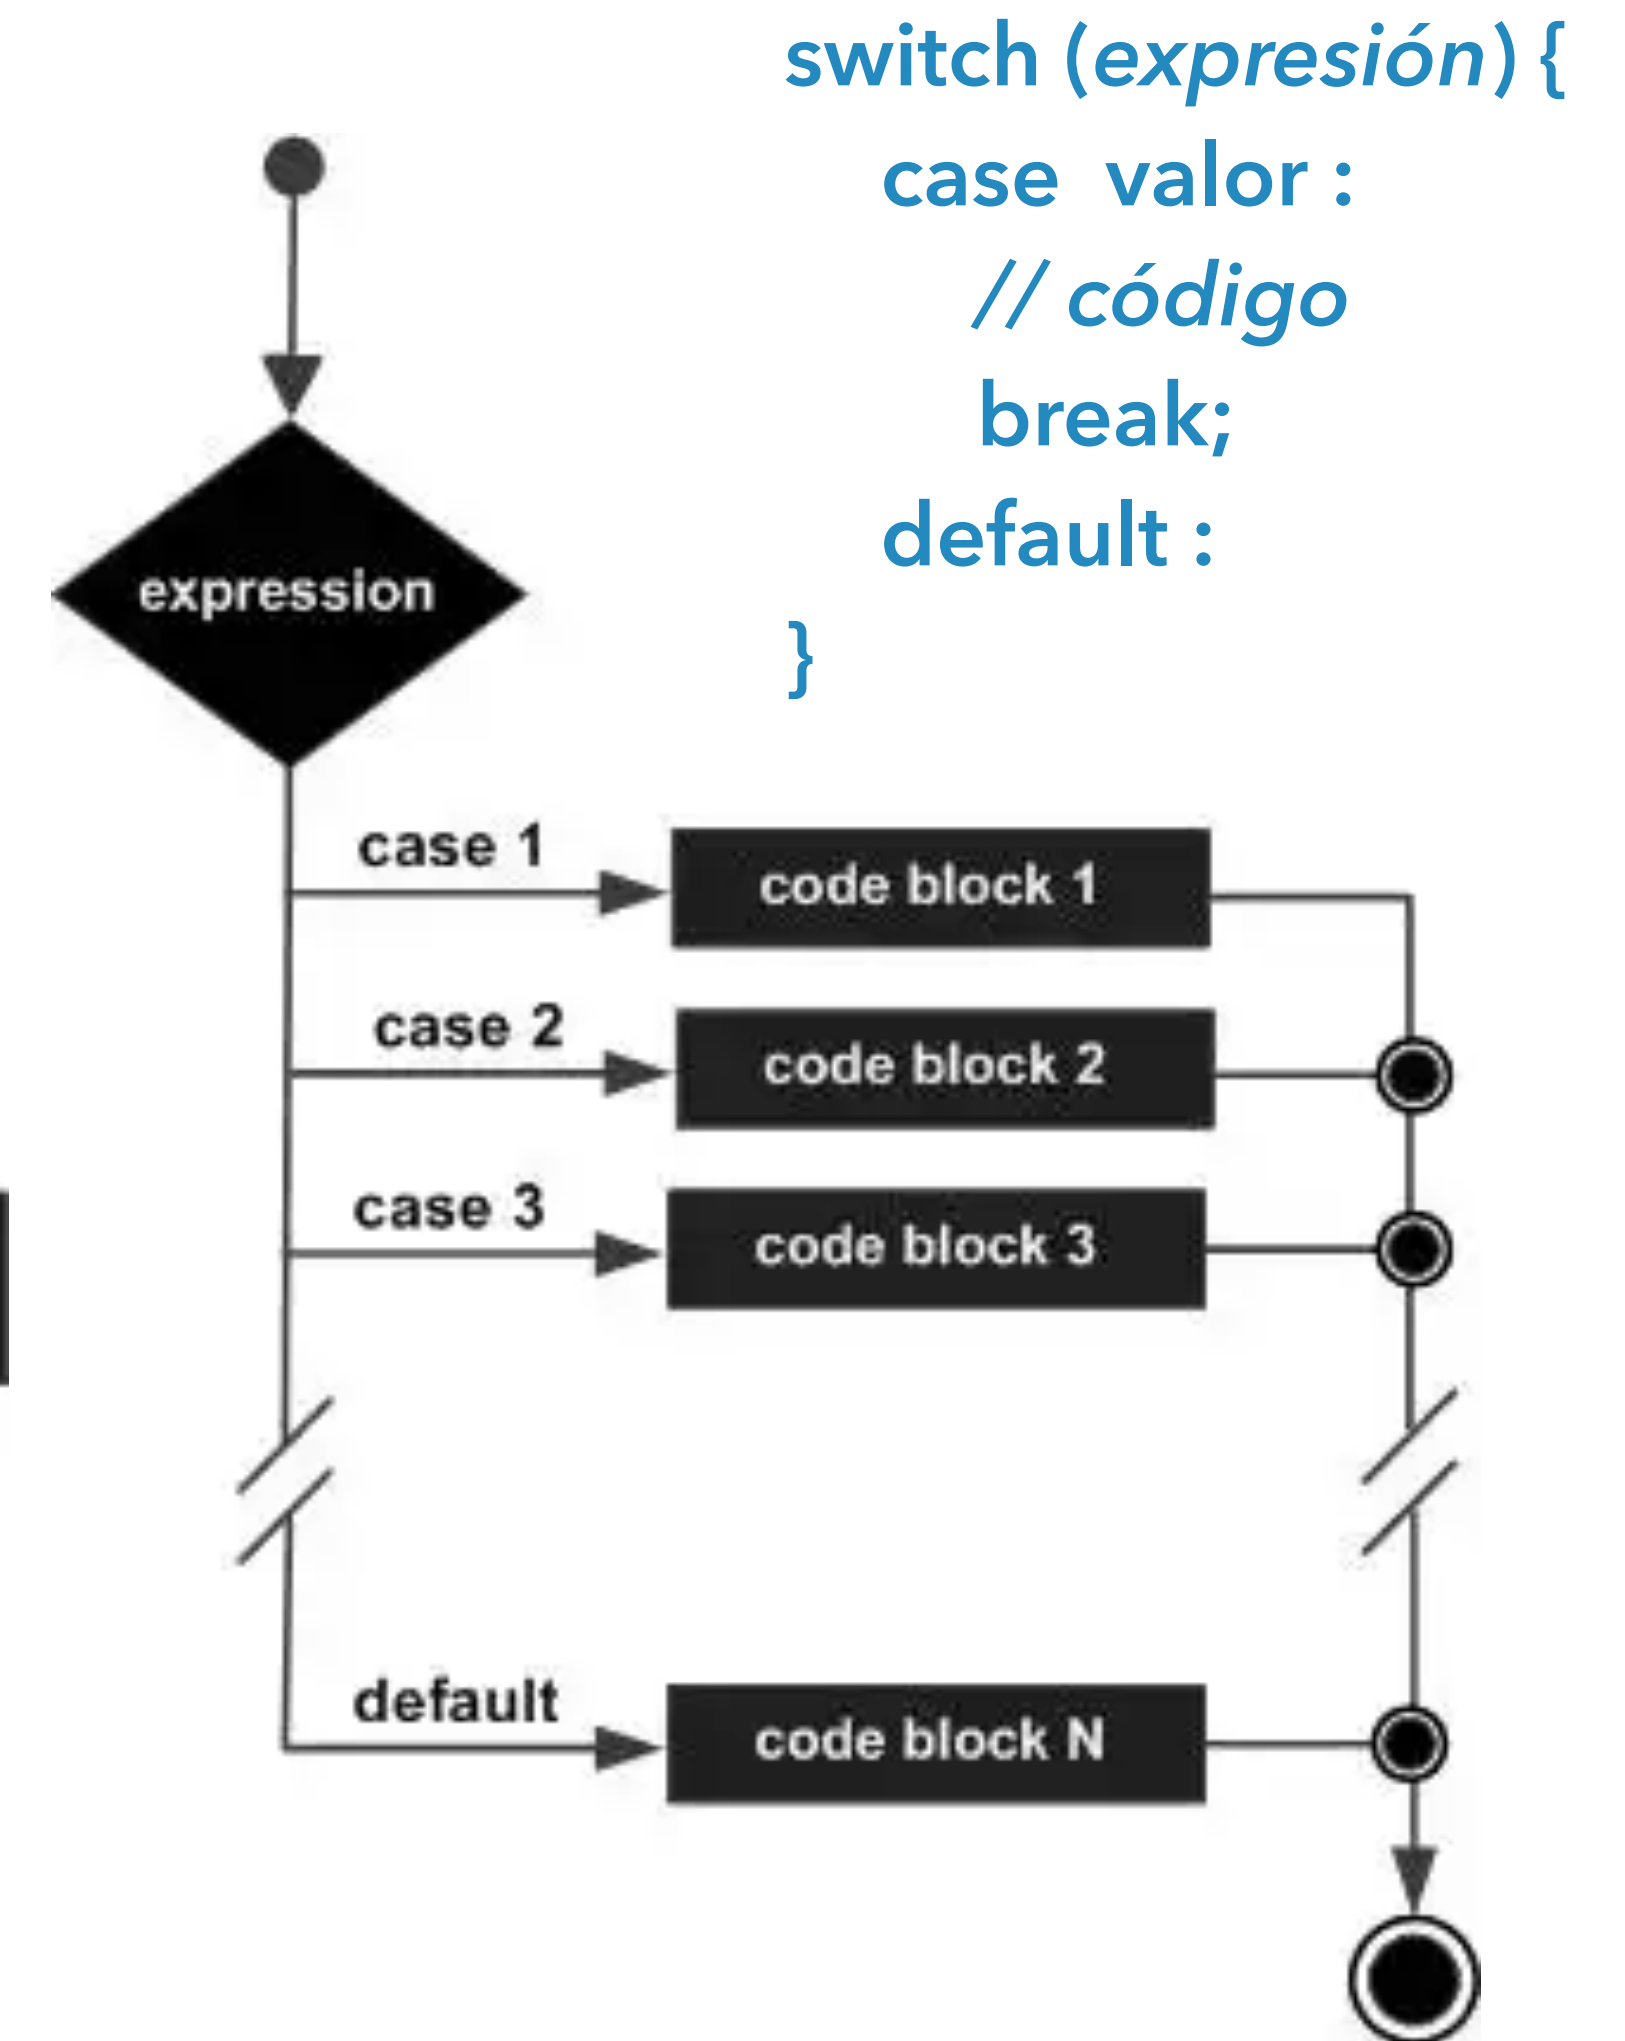 switch (expresión) {
case valor :
// código
break;
default :
}
expression
case 1
code block 1
case 2
code block 2
case 3
code block 3
default
code block N